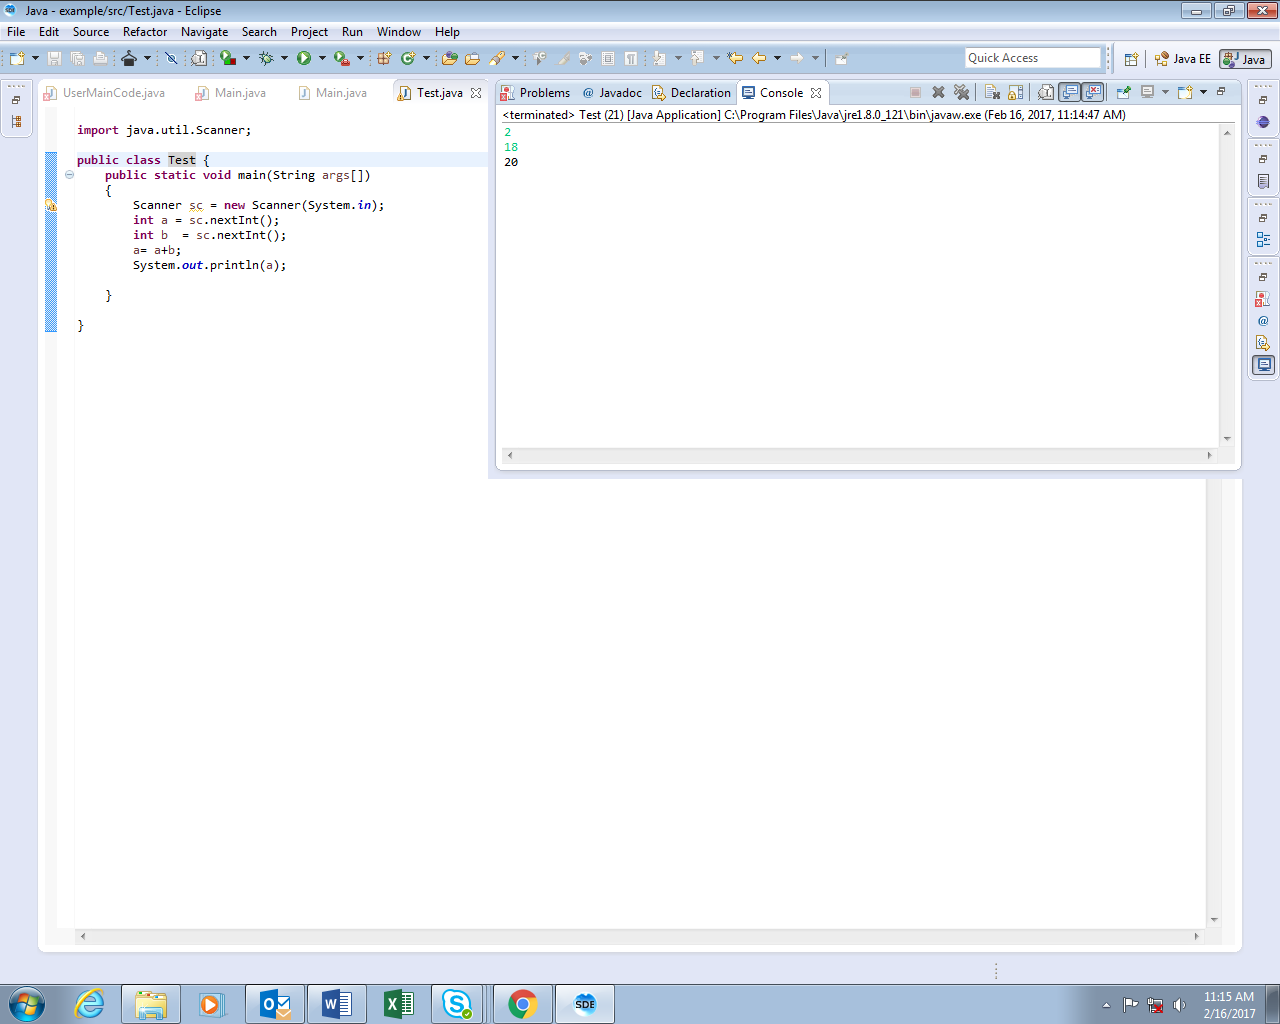 Java - example/src/Test.java - Eclipse
File Edit Source Refactor Navigate Search Project Run Window Help
Quick Access
Java EE
Java
UserMainCode.java
Main.java
Main.java
Test.java
Problems
@ Javadoc
Declaration
Console
<terminated> Test (21) [Java Application] C:\Program Files\Java\jre1.8.0_121\bin\javaw.exe (Feb 16, 2017, 11:14:47 AM)
2
18
20
import java.util.Scanner;
public class Test {
public static void main(String args[])
{
Scanner sc = new Scanner(System.in);
int a = sc.nextInt();
int b  = sc.nextInt();
a= a+b;
System.out.println(a);
}
}
SDE
11:15 AM
2/16/2017